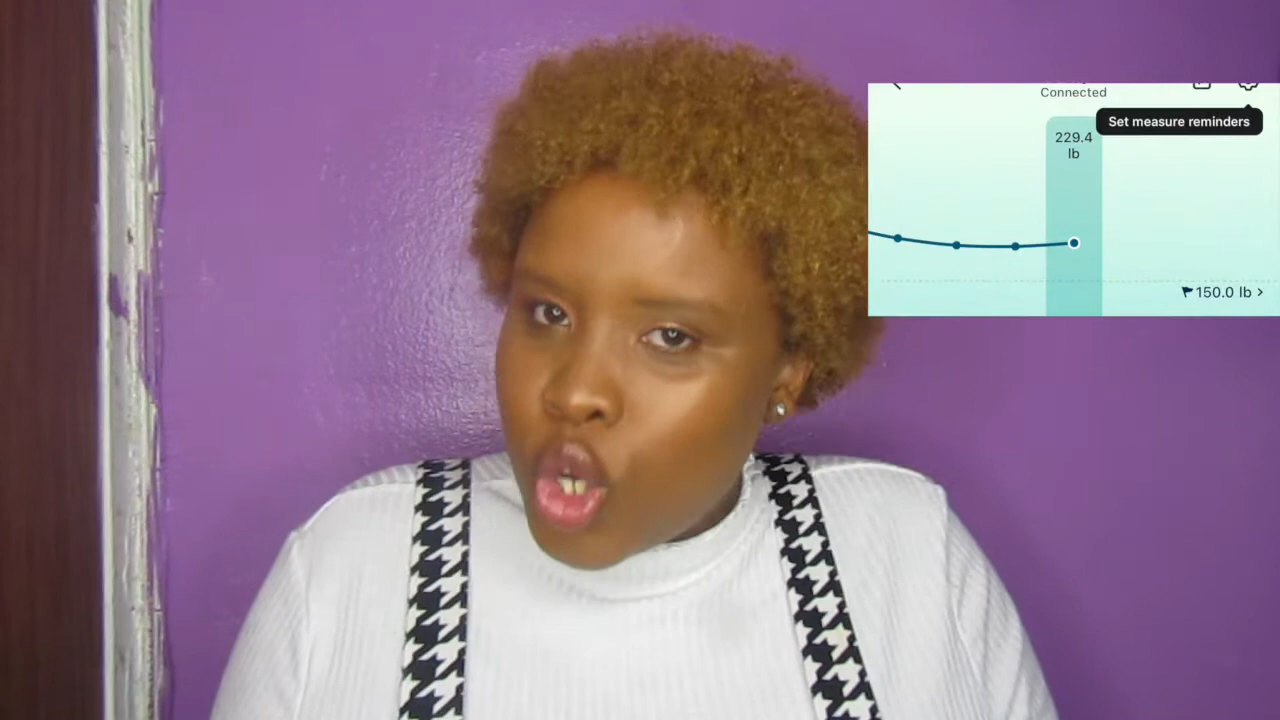 Connected
Set measure reminders
229.4
lb
150.0 lb